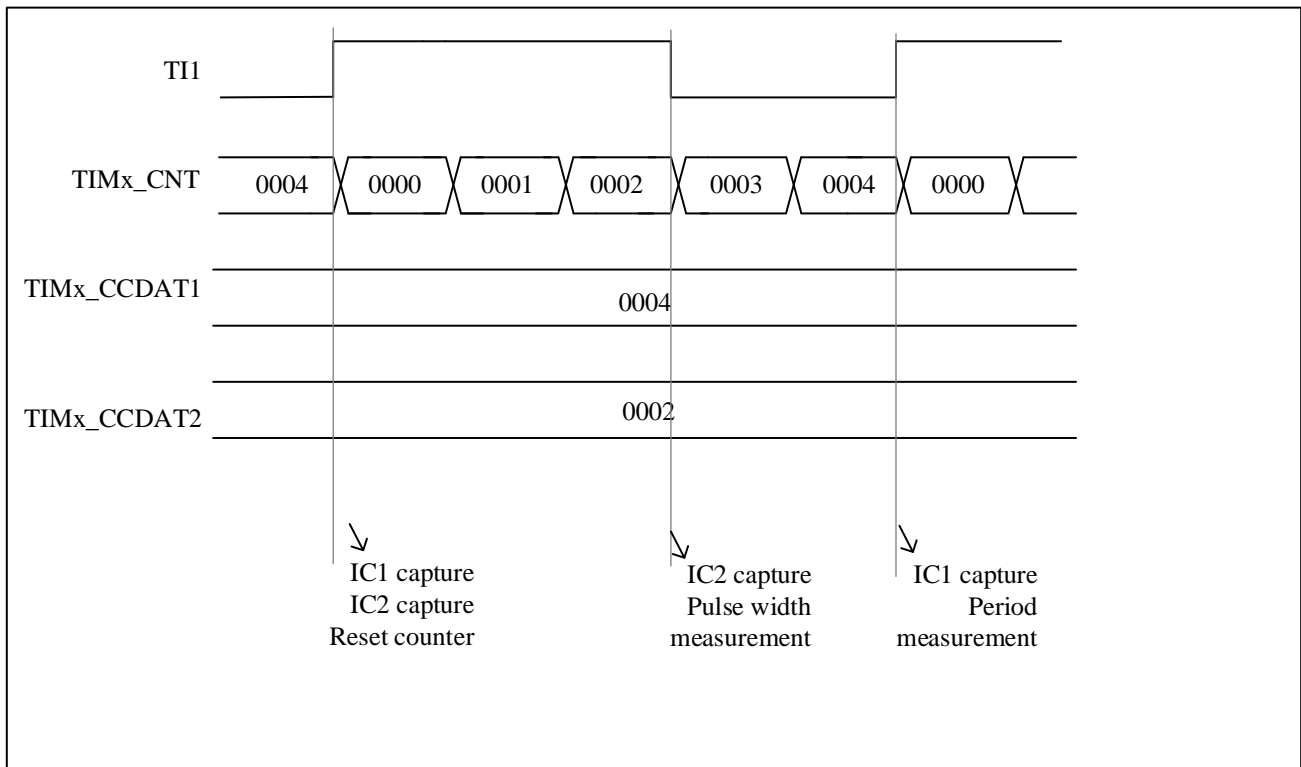 TI1
TIMx_CNT
0004
0000
0001
0002
0003
0004
0000
TIMx_CCDAT1
0004
TIMx_CCDAT2
0002
IC1 capture
IC2 capture
Reset counter
IC2 capture
Pulse width
measurement
IC1 capture
Period
measurement